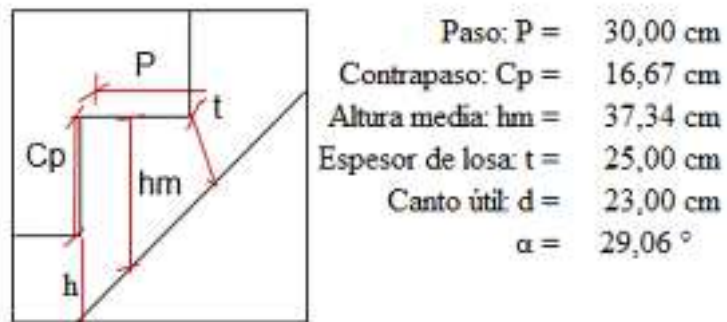 P
t
Cp
hm
h
Paso: P = 30,00 cm
Contrapaso: Cp = 16,67 cm
Altura media: hm = 37,34 cm
Espesor de losa: t = 25,00 cm
Canto útil: d = 23,00 cm
α = 29,06 °